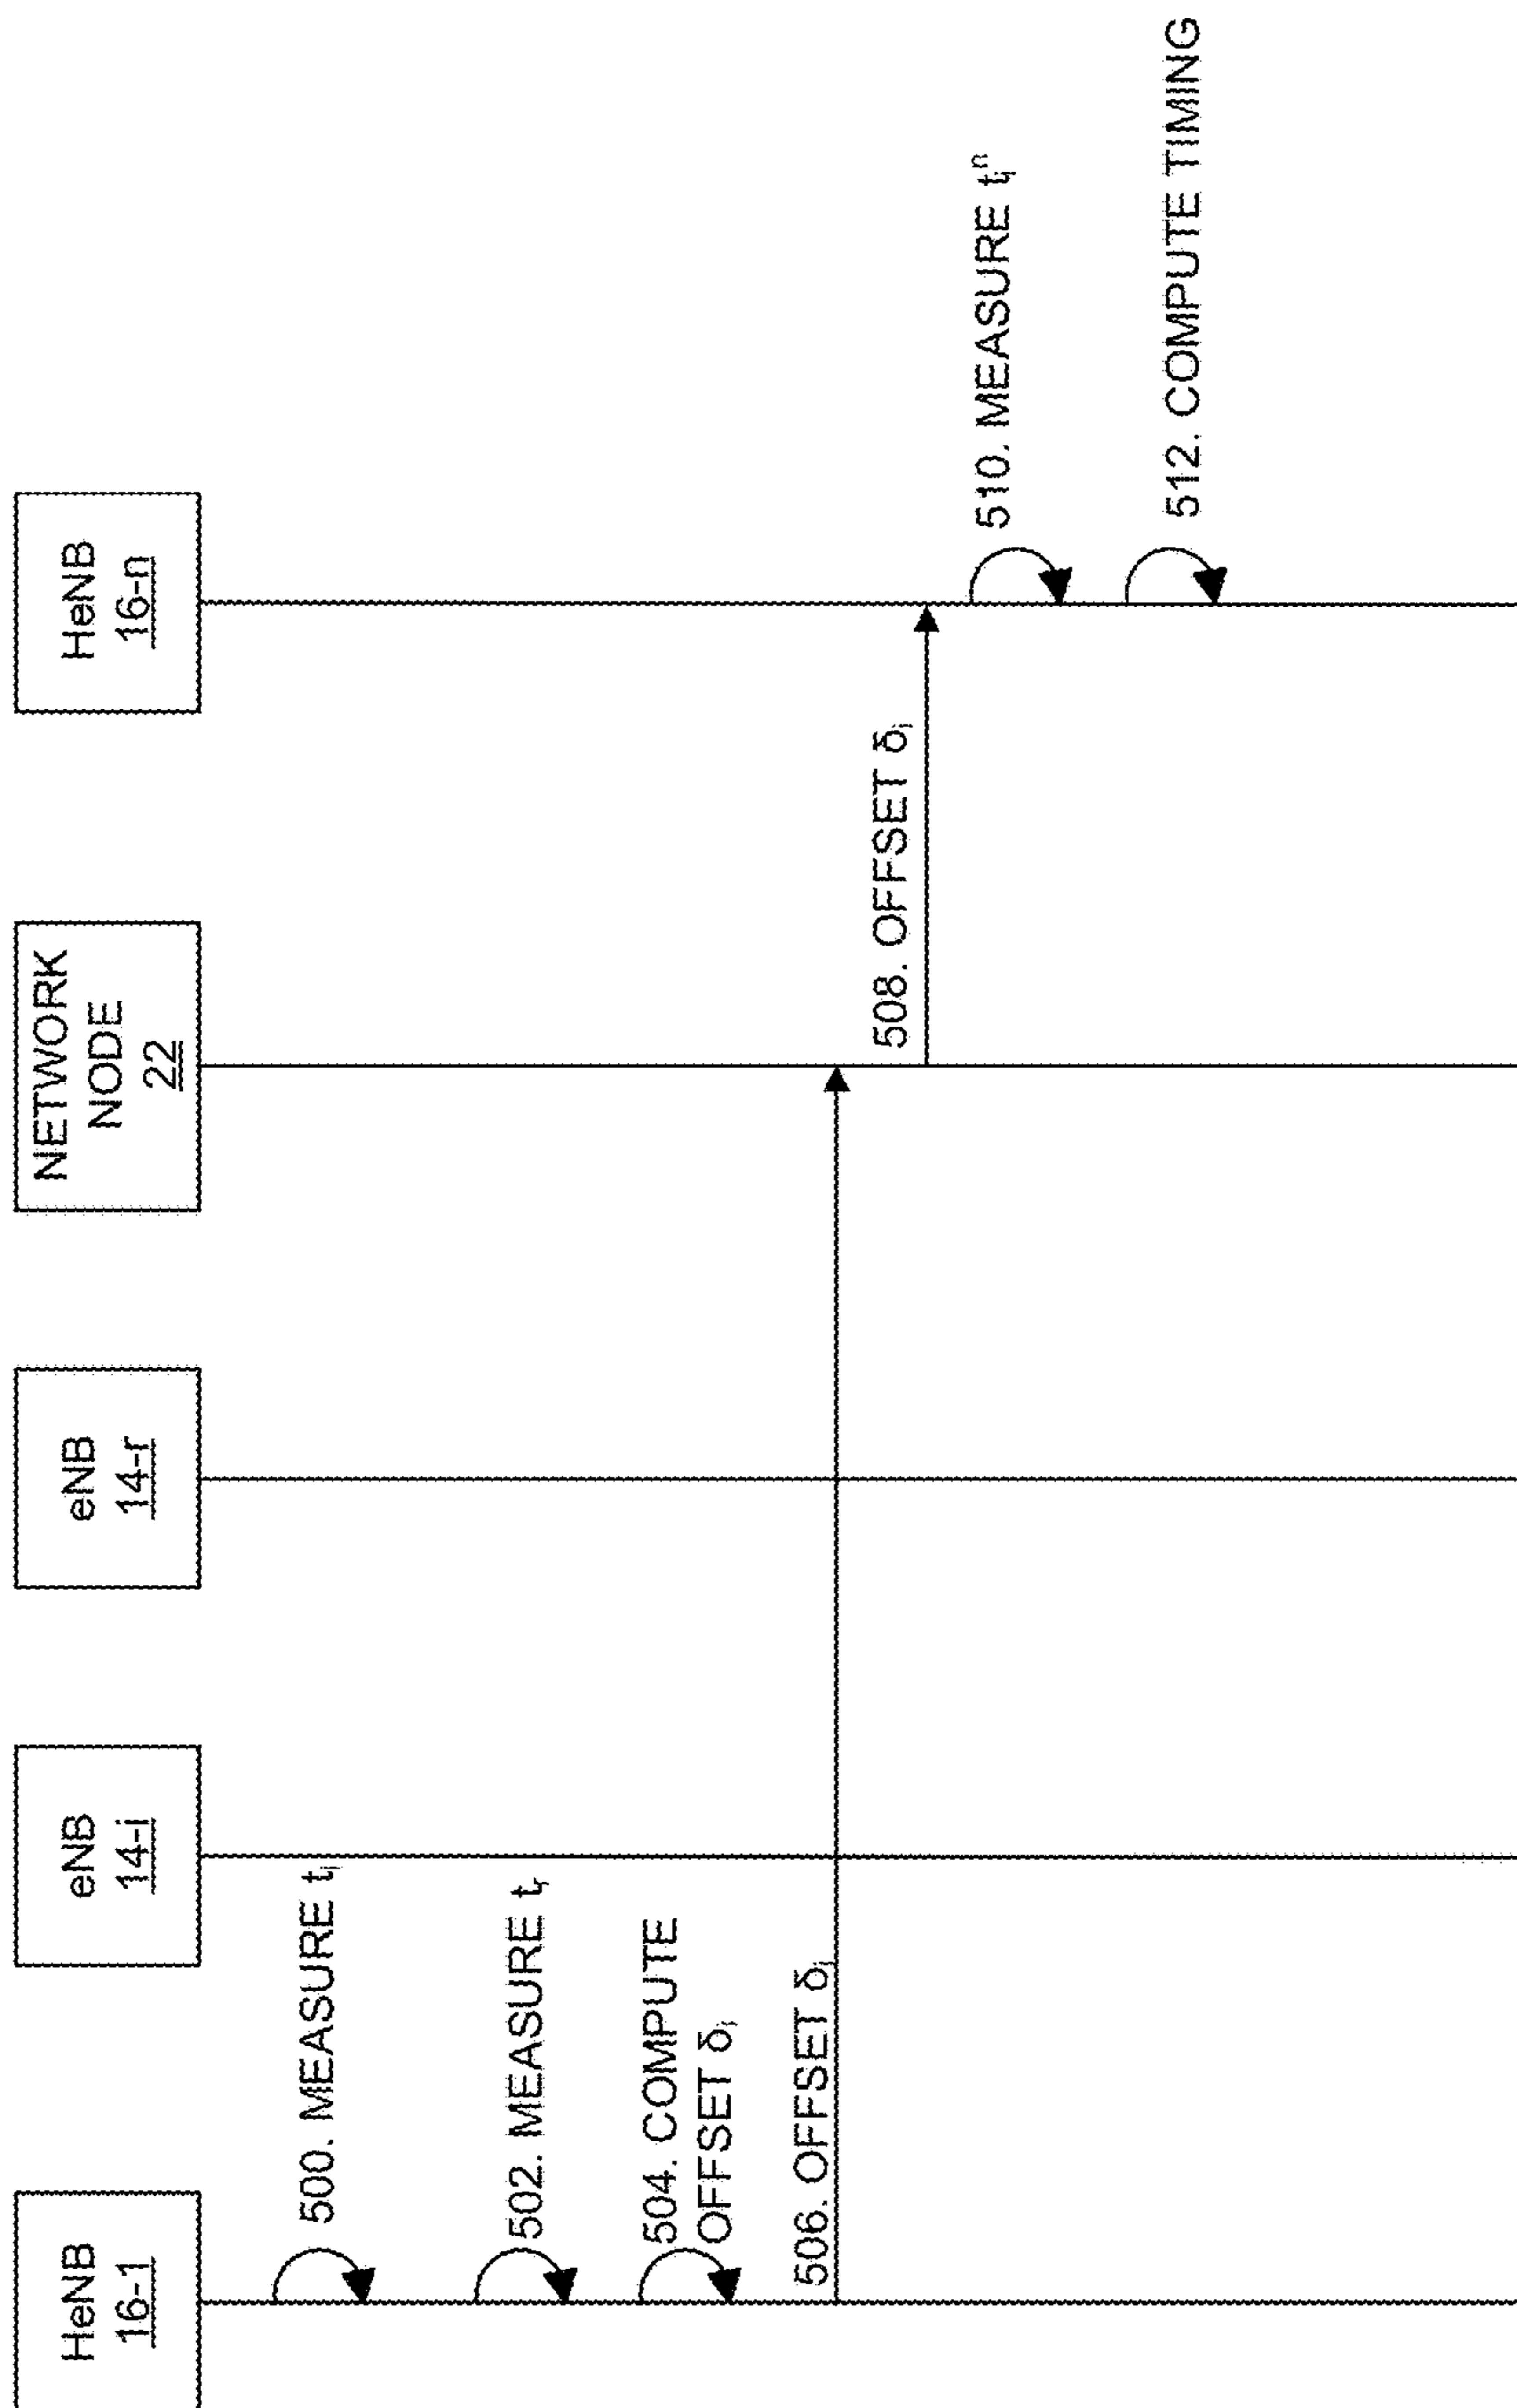 HeNB
16-1
eNB
14-i
eNB
14-r
NETWORK
NODE
22
HeNB
16-n
500. MEASURE tᵢ
502. MEASURE tᵣ
504. COMPUTE
OFFSET δᵢ
506. OFFSET δᵢ
508. OFFSET δᵢ
510. MEASURE tᵢⁿ
512. COMPUTE TIMING